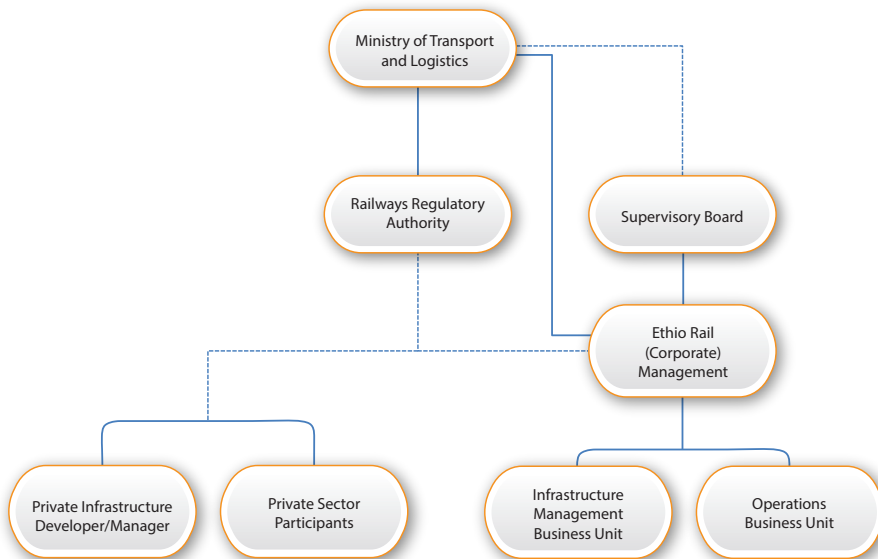 Ministry of Transport
and Logistics
Railways Regulatory
Authority
Supervisory Board
Ethio Rail
(Corporate)
Management
Private Infrastructure
Developer/Manager
Private Sector
Participants
Infrastructure
Management
Business Unit
Operations
Business Unit